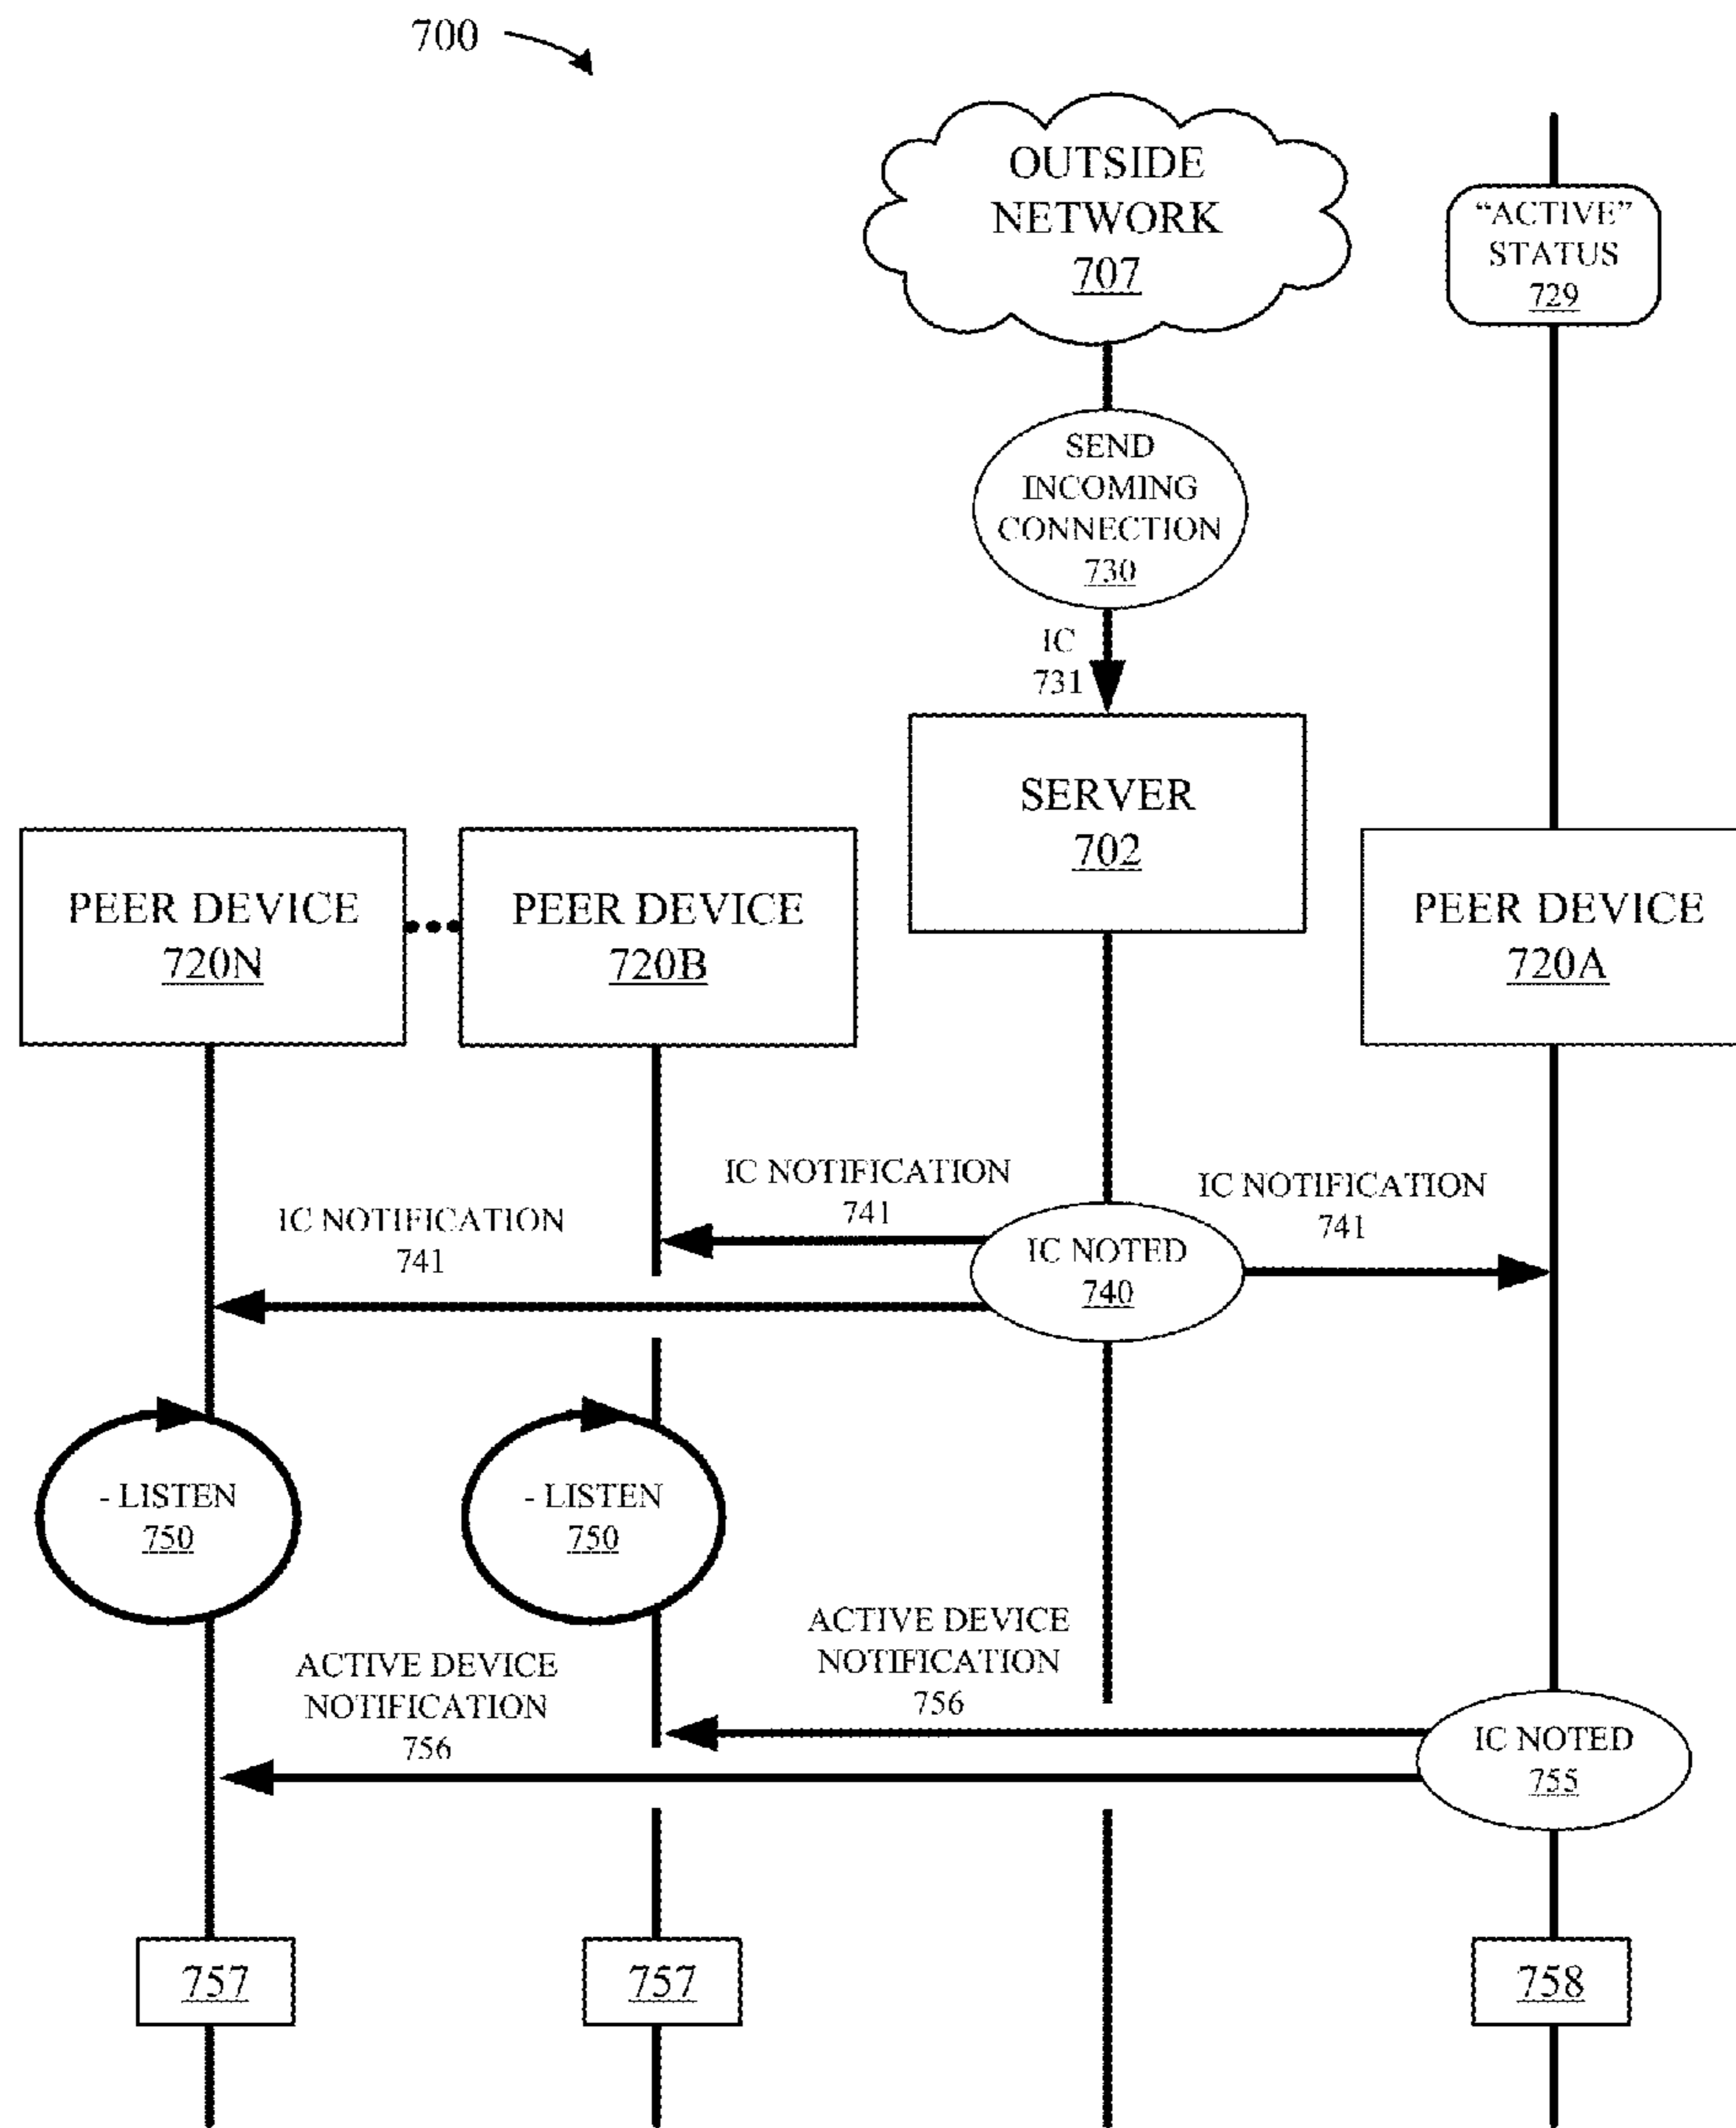 700
OUTSIDE
NETWORK
707
“ACTIVE”
STATUS
729
SEND
INCOMING
CONNECTION
730
IC
731
SERVER
702
PEER DEVICE
720N
PEER DEVICE
720B
PEER DEVICE
720A
IC NOTIFICATION
741
IC NOTIFICATION
741
IC NOTIFICATION
741
IC NOTED
740
- LISTEN
750
- LISTEN
750
ACTIVE DEVICE
NOTIFICATION
756
ACTIVE DEVICE
NOTIFICATION
756
IC NOTED
755
757
757
758